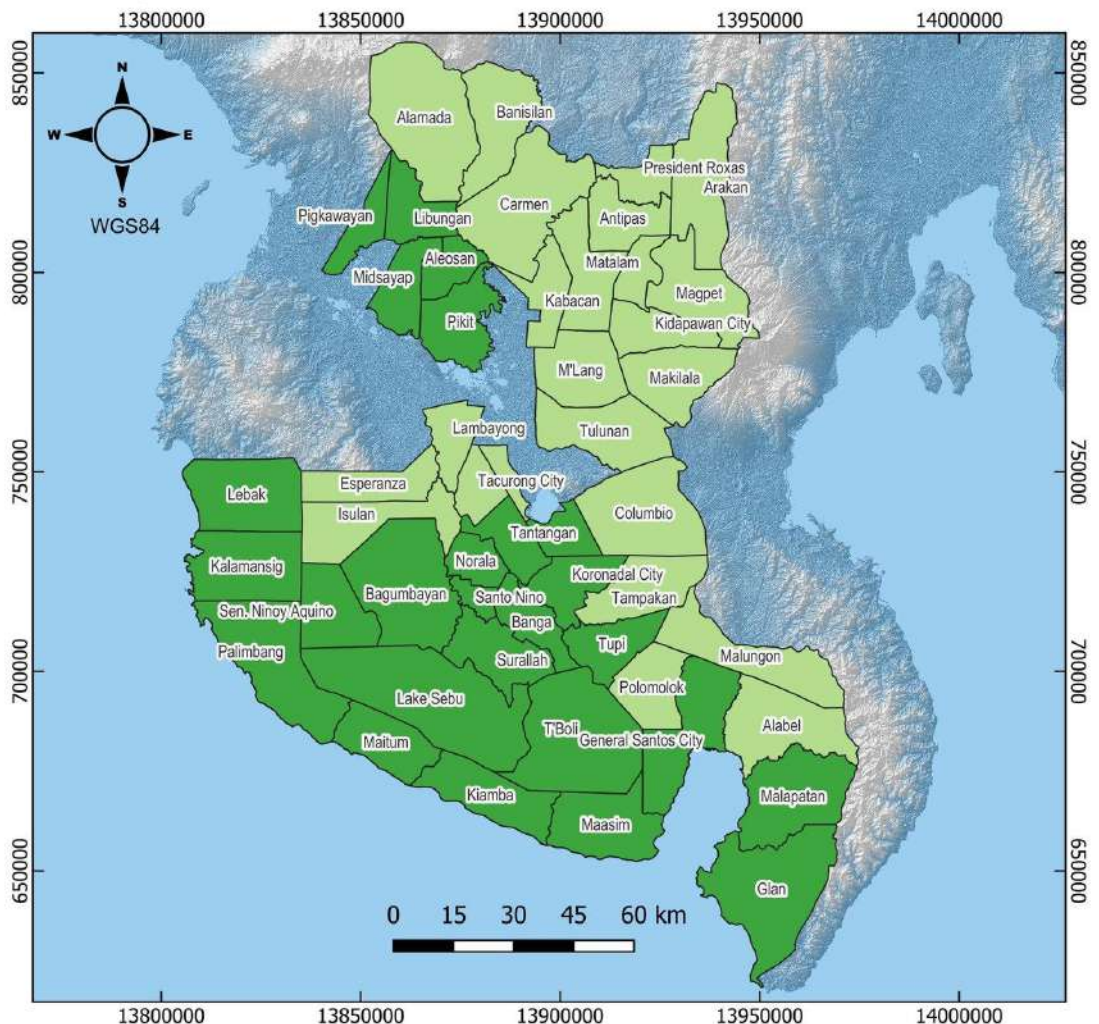 13800000
13850000
13900000
13950000
14000000
850000
850000
N
W
E
S
WGS84
Alamada
Banisilan
President Roxas
Arakan
Carmen
Antipas
Pigkawayan
Libungan
Aleosan
Matalam
Midsayap
800000
800000
Kabacan
Magpet
Pikit
Kidapawan City
M'Lang
Makilala
Lambayong
Tulunan
750000
750000
Esperanza
Tacurong City
Lebak
Isulan
Columbio
Tantangan
Kalamansig
Norala
Koronadal City
Bagumbayan
Santo Nino
Tampakan
Sen. Ninoy Aquino
Banga
Palimbang
Tupi
Surallah
Malungon
700000
700000
Polomolok
Lake Sebu
T'Boli
Alabel
General Santos City
Maitum
Kiamba
Malapatan
Maasim
650000
650000
Glan
0 15 30 45 60 km
13800000
13850000
13900000
13950000
14000000